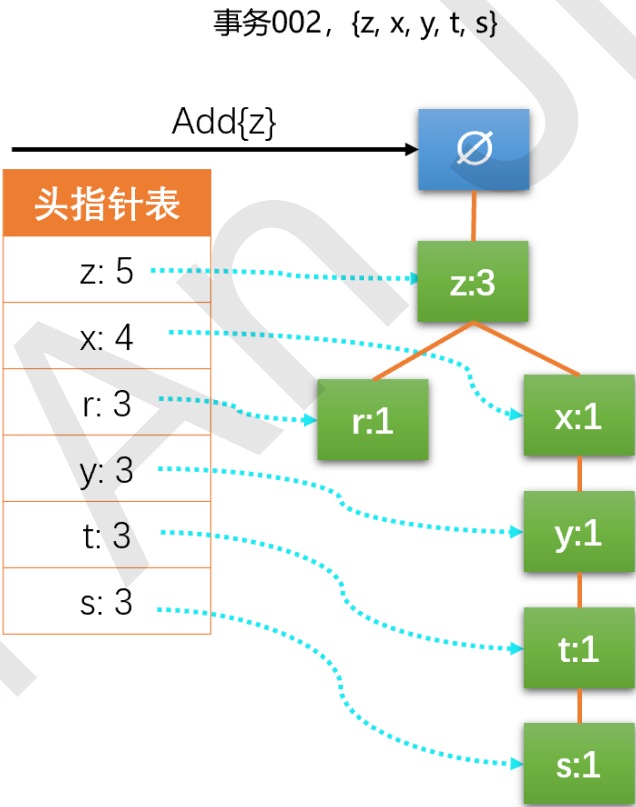 事务002，{z, x, y, t, s}
Add{z}
∅
头指针表
z: 5
x: 4
r: 3
y: 3
t: 3
s: 3
z:3
r:1
x:1
y:1
t:1
s:1